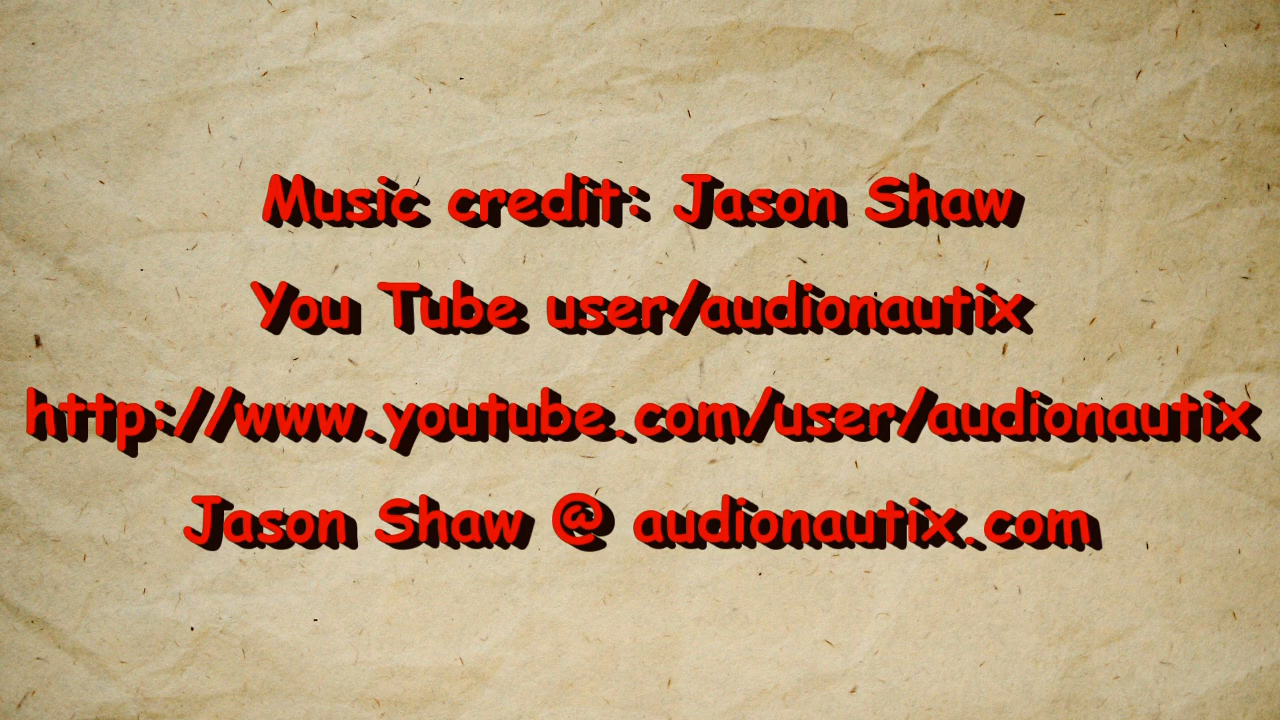 Music credit: Jason Shaw
You Tube user/audionautix
http://www.youtube.com/user/audionautix
Jason Shaw @ audionautix.com